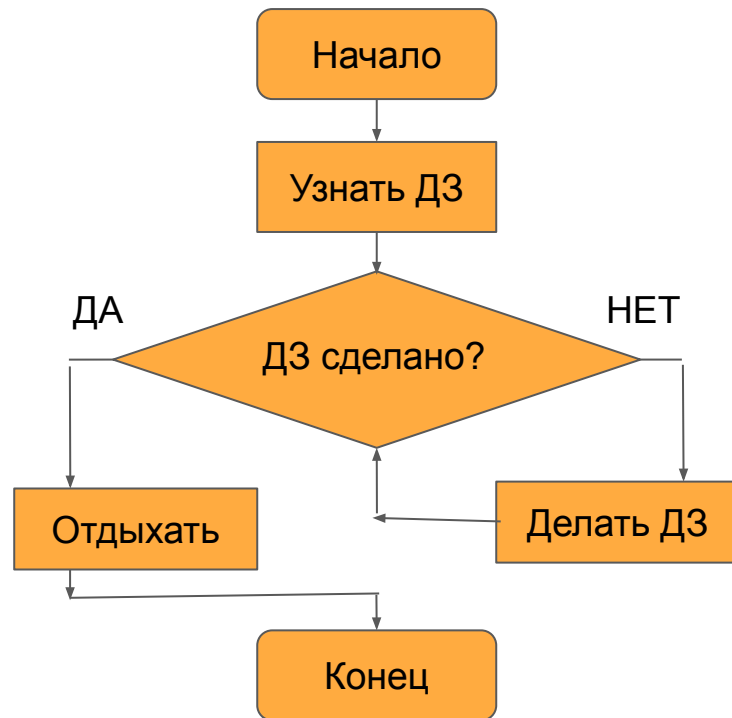 Начало
Узнать ДЗ
ДА
НЕТ
ДЗ сделано?
Отдыхать
Делать ДЗ
Конец